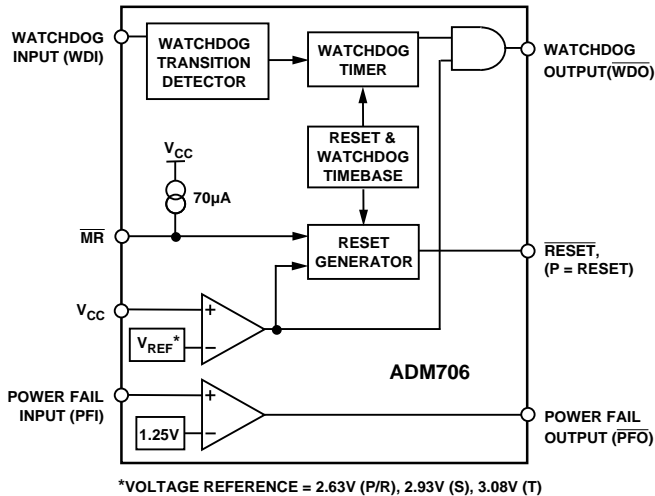 WATCHDOG
INPUT (WDI)
WATCHDOG
TRANSITION
DETECTOR
WATCHDOG
TIMER
WATCHDOG
OUTPUT(WDO)
RESET &
WATCHDOG
TIMEBASE
VCC
70µA
MR
RESET
GENERATOR
RESET,
(P = RESET)
VCC
+
VREF*
−
ADM706
POWER FAIL
INPUT (PFI)
+
1.25V
−
POWER FAIL
OUTPUT (PFO)
*VOLTAGE REFERENCE = 2.63V (P/R), 2.93V (S), 3.08V (T)